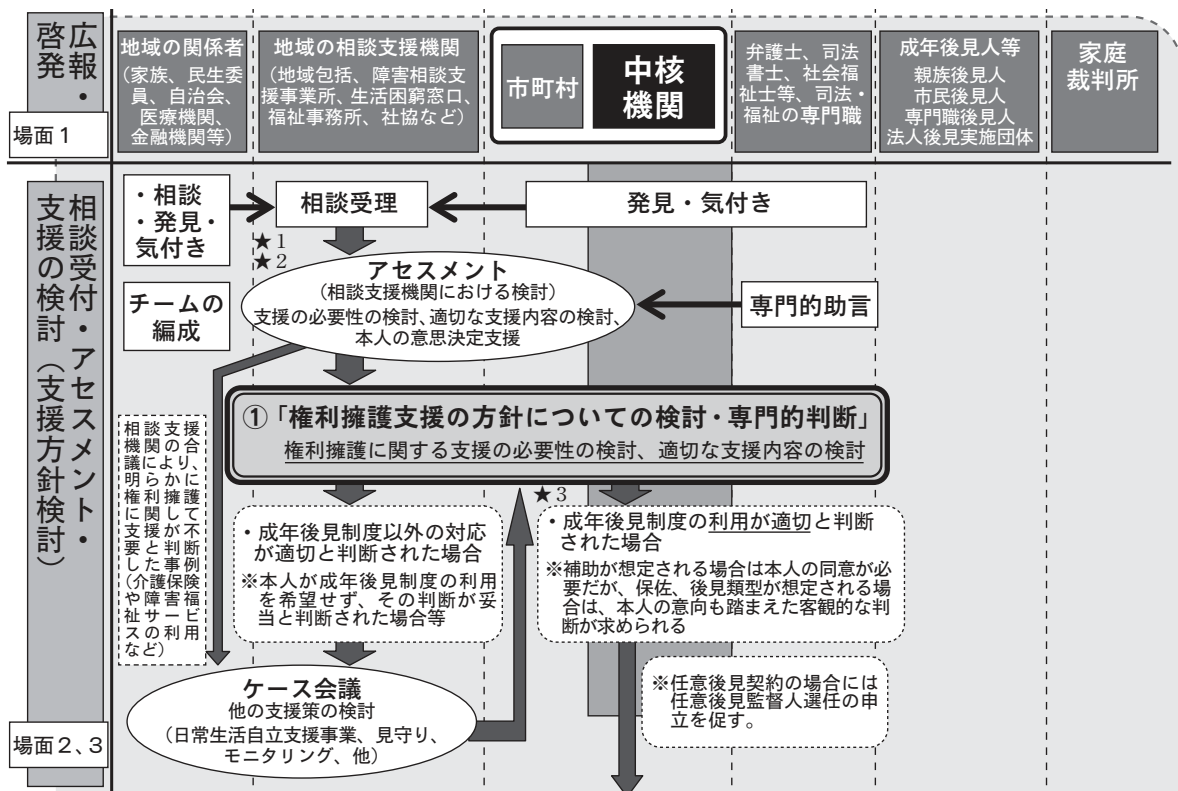 広報・
啓発
場面1
地域の関係者
(家族、民生委
員、自治会、
医療機関、
金融機関等)
地域の相談支援機関
(地域包括、障害相談支
援事業所、生活困窮窓口、
福祉事務所、社協など)
市町村
中核
機関
弁護士、司法
書士、社会福
祉士等、司法・
福祉の専門職
成年後見人等
親族後見人
市民後見人
専門職後見人
法人後見実施団体
家庭
裁判所
相談受付・アセスメント・
支援の検討(支援方針検討)
場面2、3
・相談
・発見・
気付き
相談受理
発見・気付き
★1
★2
アセスメント
(相談支援機関における検討)
支援の必要性の検討、適切な支援内容の検討、
本人の意思決定支援
チームの
編成
専門的助言
①「権利擁護支援の方針についての検討・専門的判断」
権利擁護に関する支援の必要性の検討、適切な支援内容の検討
相談支援
機関の合
議により、
明らかに
権利擁護
に関して
支援が不
要と判断
した事例
(介護保険
や障害福
祉サービ
スの利用
など)
★3
・成年後見制度以外の対応
が適切と判断された場合
※本人が成年後見制度の利用
を希望せず、その判断が妥
当と判断された場合等
・成年後見制度の利用が適切と判断
された場合
※補助が想定される場合は本人の同意が必
要だが、保佐、後見類型が想定される場
合は、本人の意向も踏まえた客観的な判
断が求められる
ケース会議
他の支援策の検討
(日常生活自立支援事業、見守り、
モニタリング、他)
※任意後見契約の場合には
任意後見監督人選任の申
立を促す。